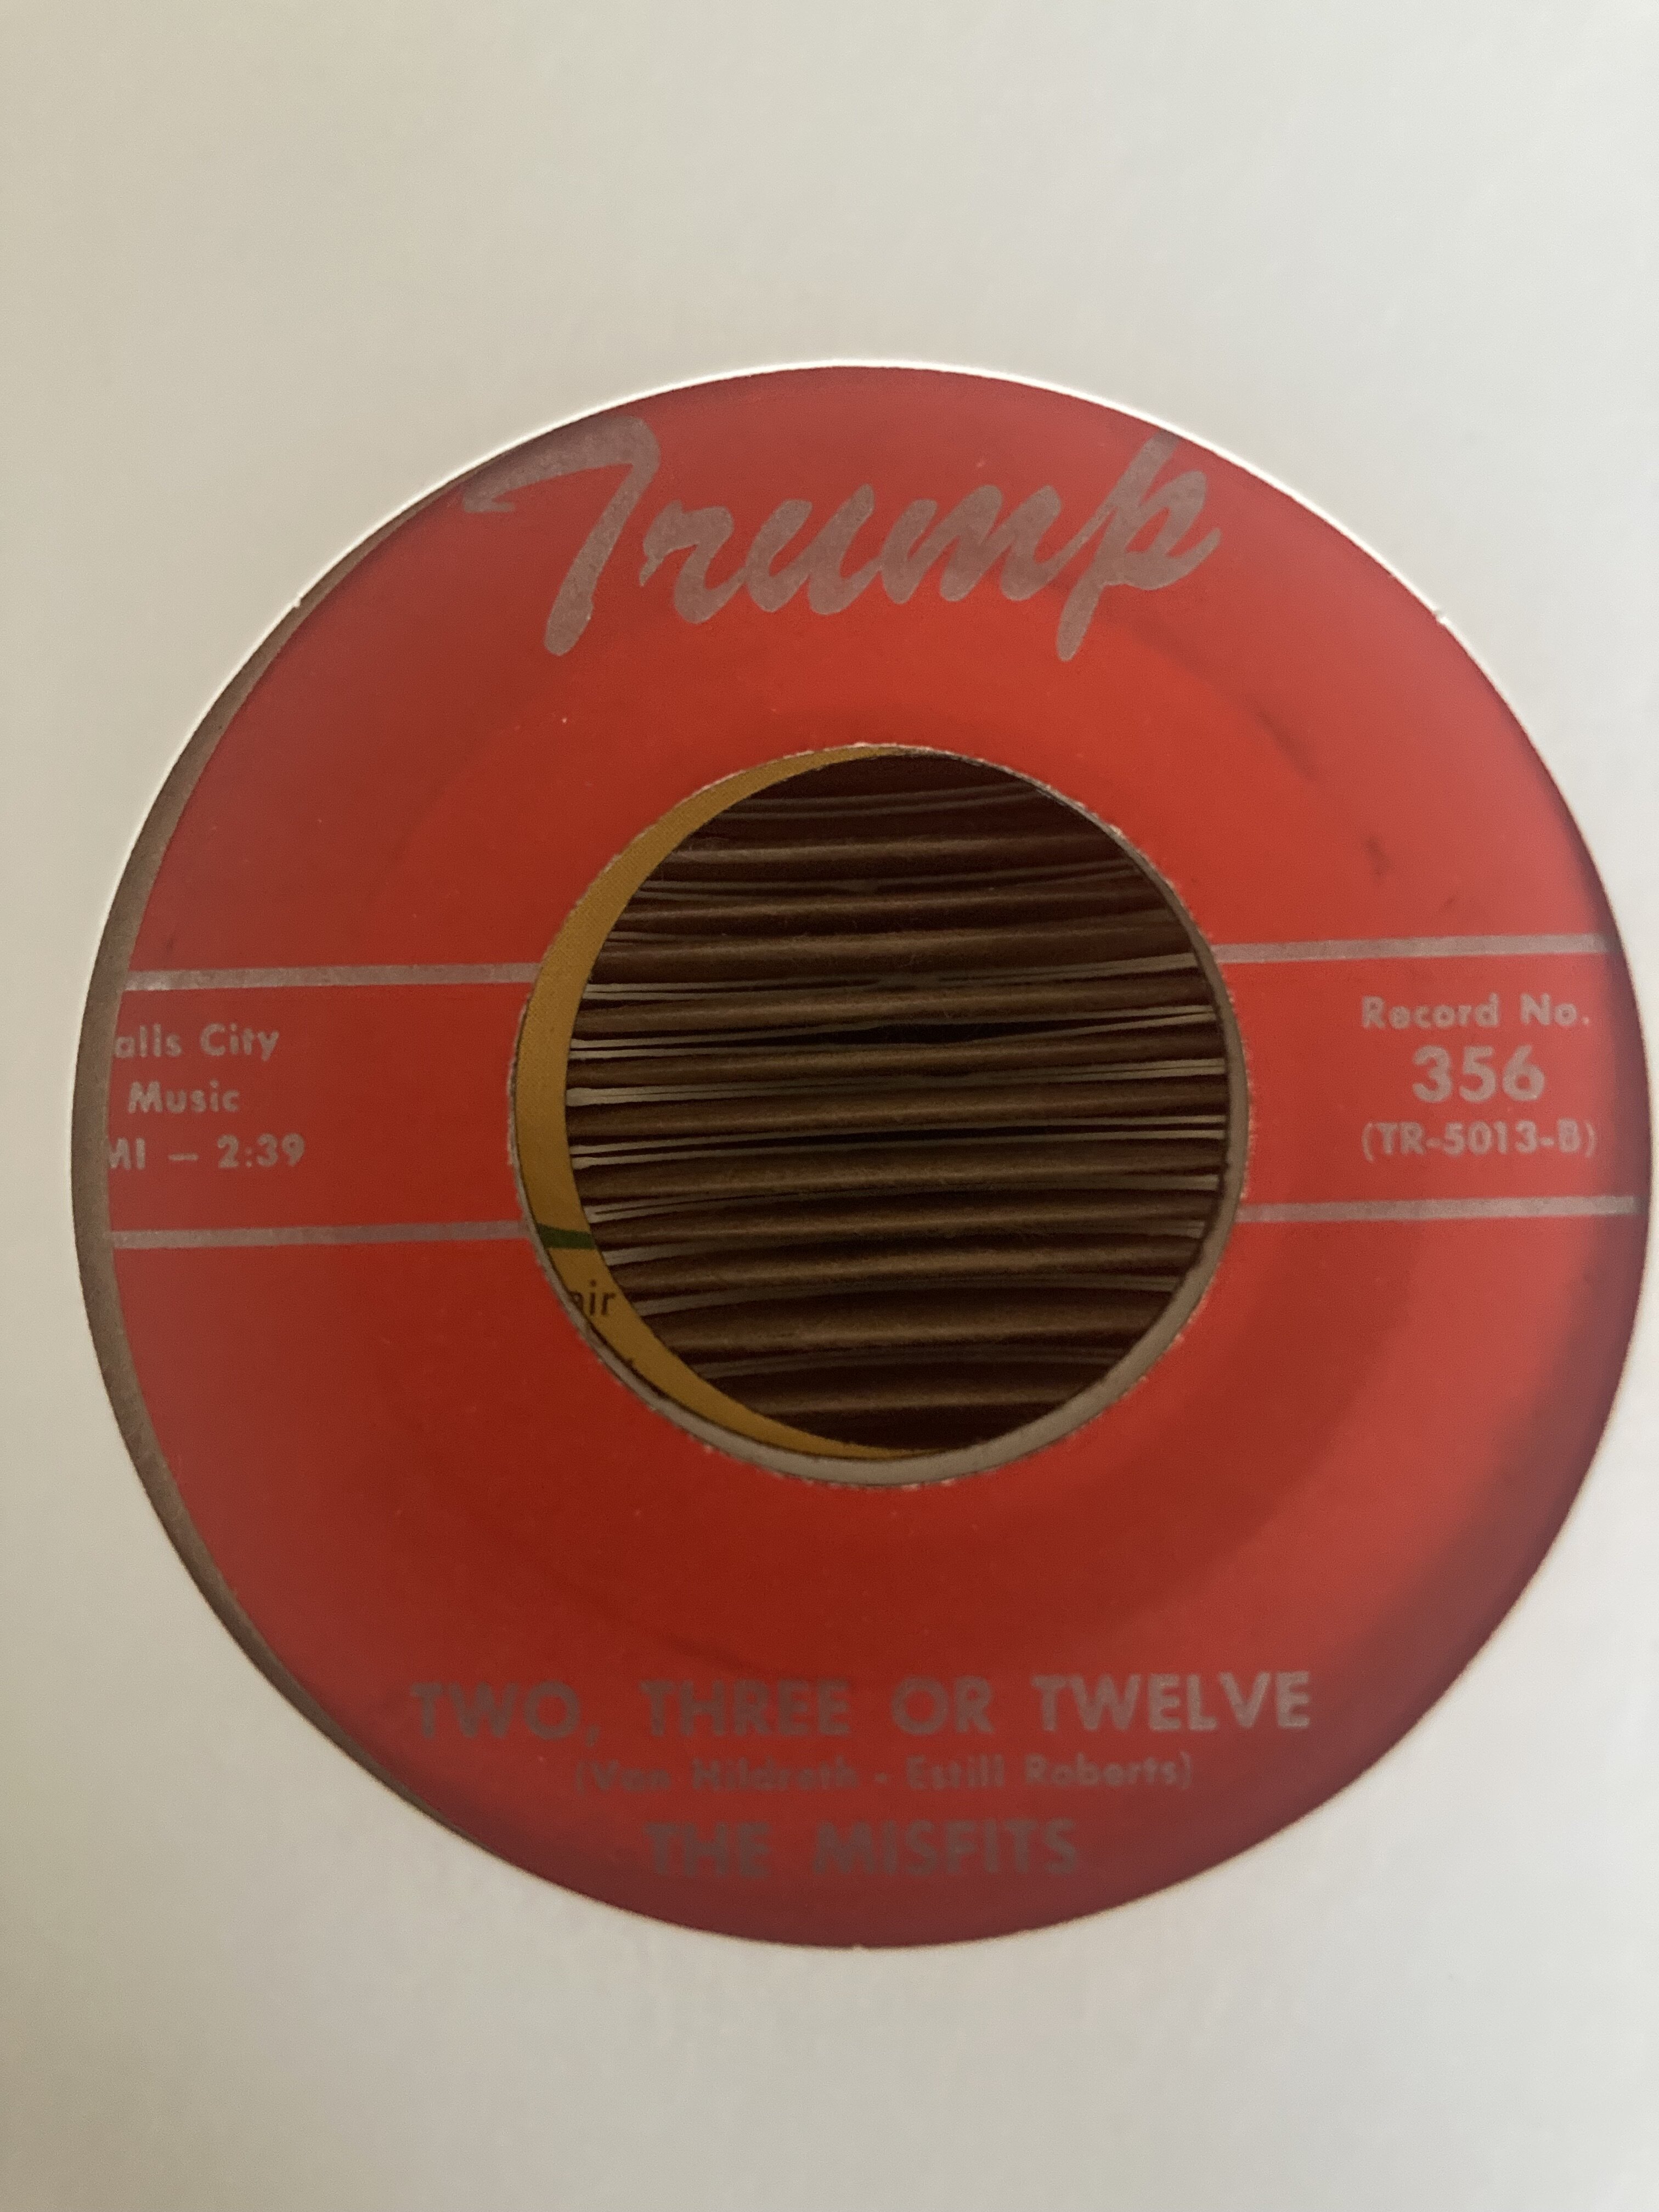 Trump
alls City
Music
MI — 2:39
Record No.
356
(TR-5013-B)
air
TWO, THREE OR TWELVE
(Van Hildreth - Estill Roberts)
THE MISFITS